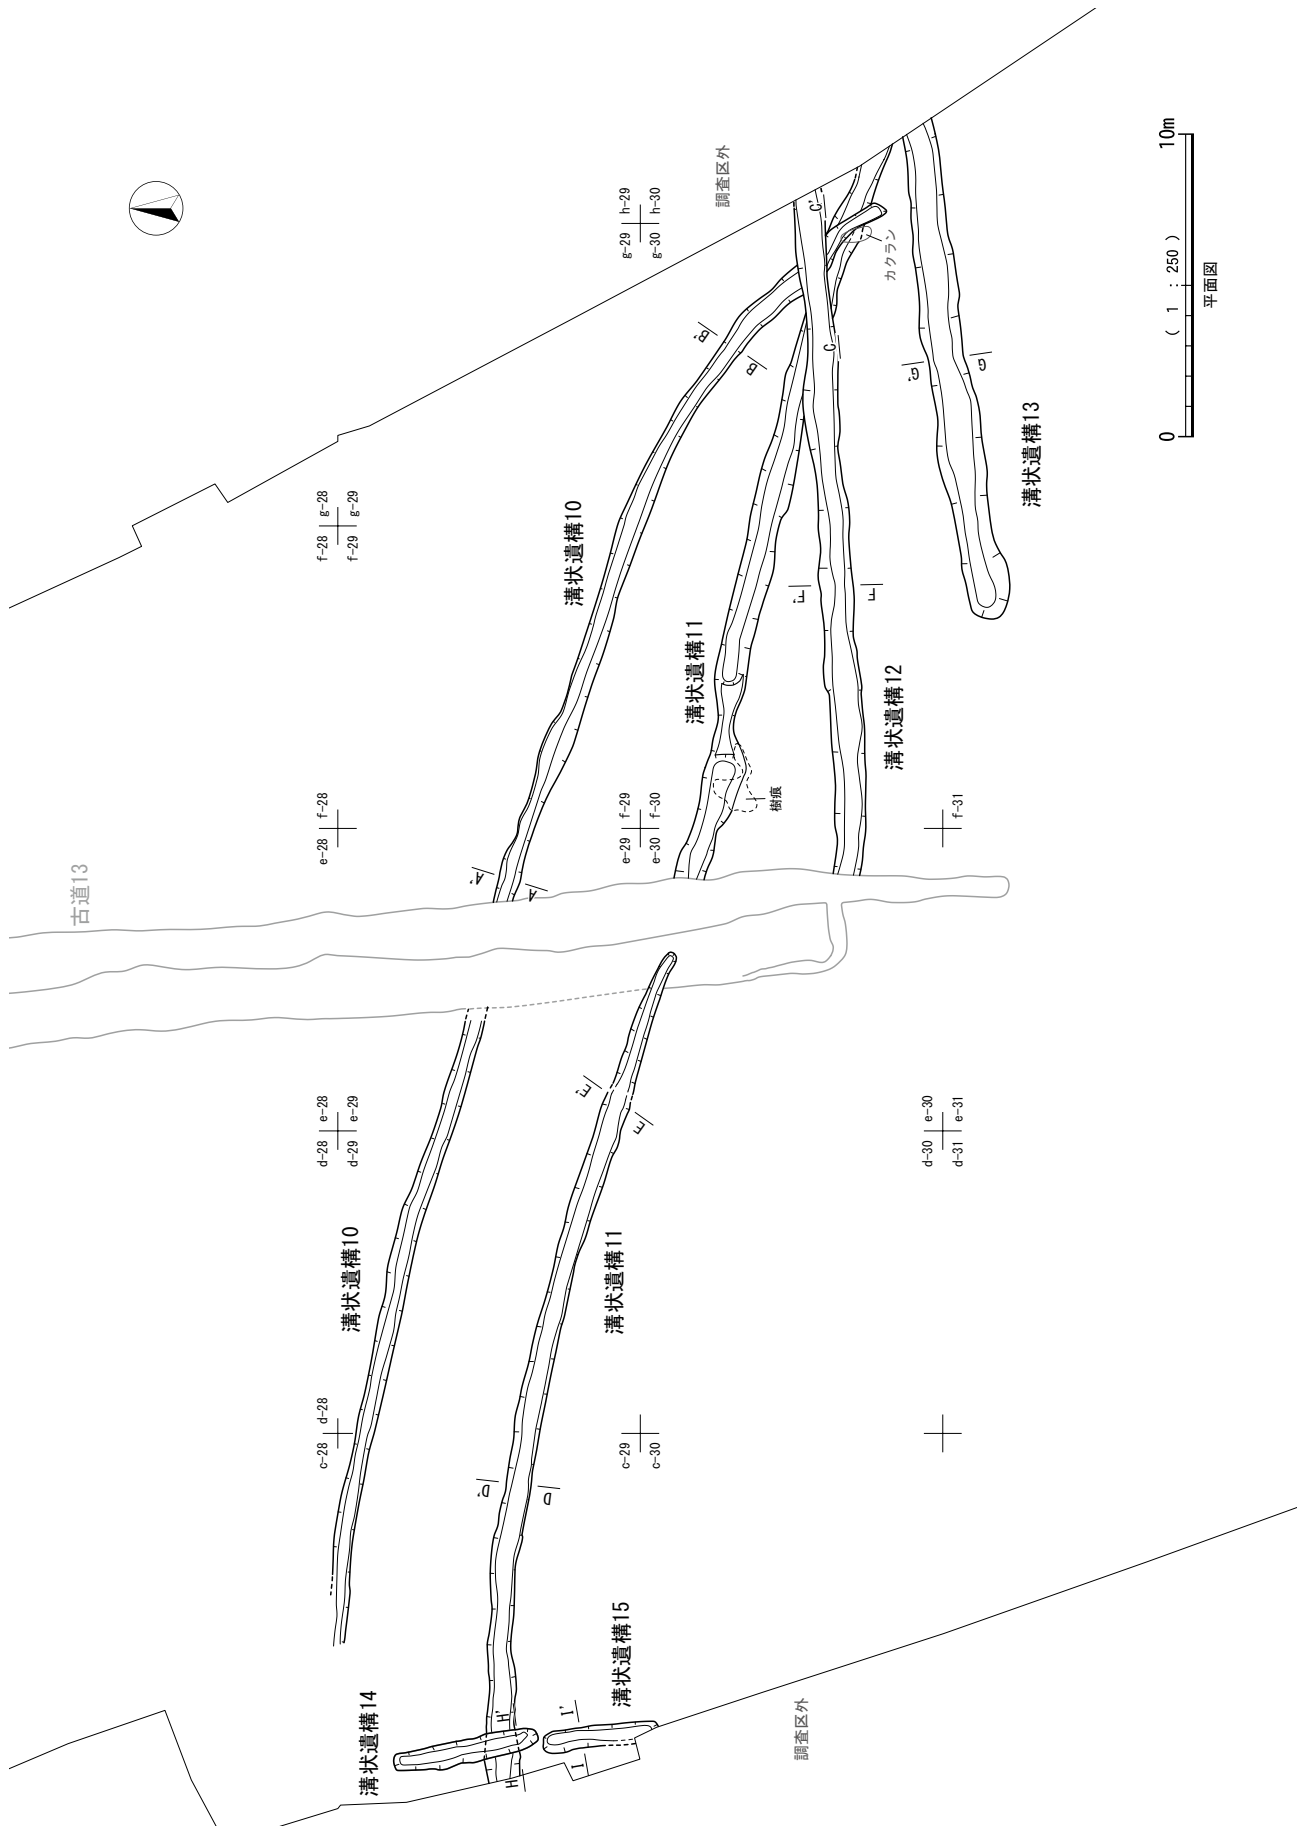 調査区外
h-29
g-29
h-30
g-30
10m
( 1 : 250 )
0
平面図
C'
カクラン
B'
B
C
G'
G
溝状遺構13
g-28
f-28
g-29
f-29
溝状遺構10
F'
F
溝状遺構11
溝状遺構12
樹痕
f-28
e-28
f-29
e-29
f-30
e-30
f-31
古道13
A'
A
E'
E
e-28
d-28
e-29
d-29
e-30
d-30
e-31
d-31
溝状遺構10
溝状遺構11
d-28
c-28
c-29
c-30
D'
D
溝状遺構14
溝状遺構15
H'
H
I'
I
調査区外